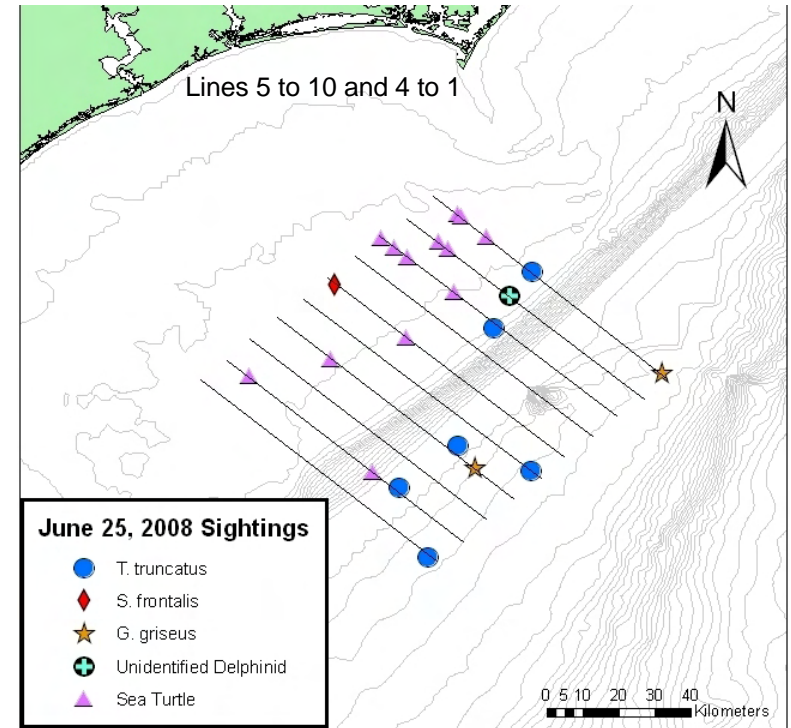 Lines 5 to 10 and 4 to 1
N
June 25, 2008 Sightings
T. truncatus
S. frontalis
G. griseus
Unidentified Delphinid
Sea Turtle
0 5 10 20 30 40
Kilometers